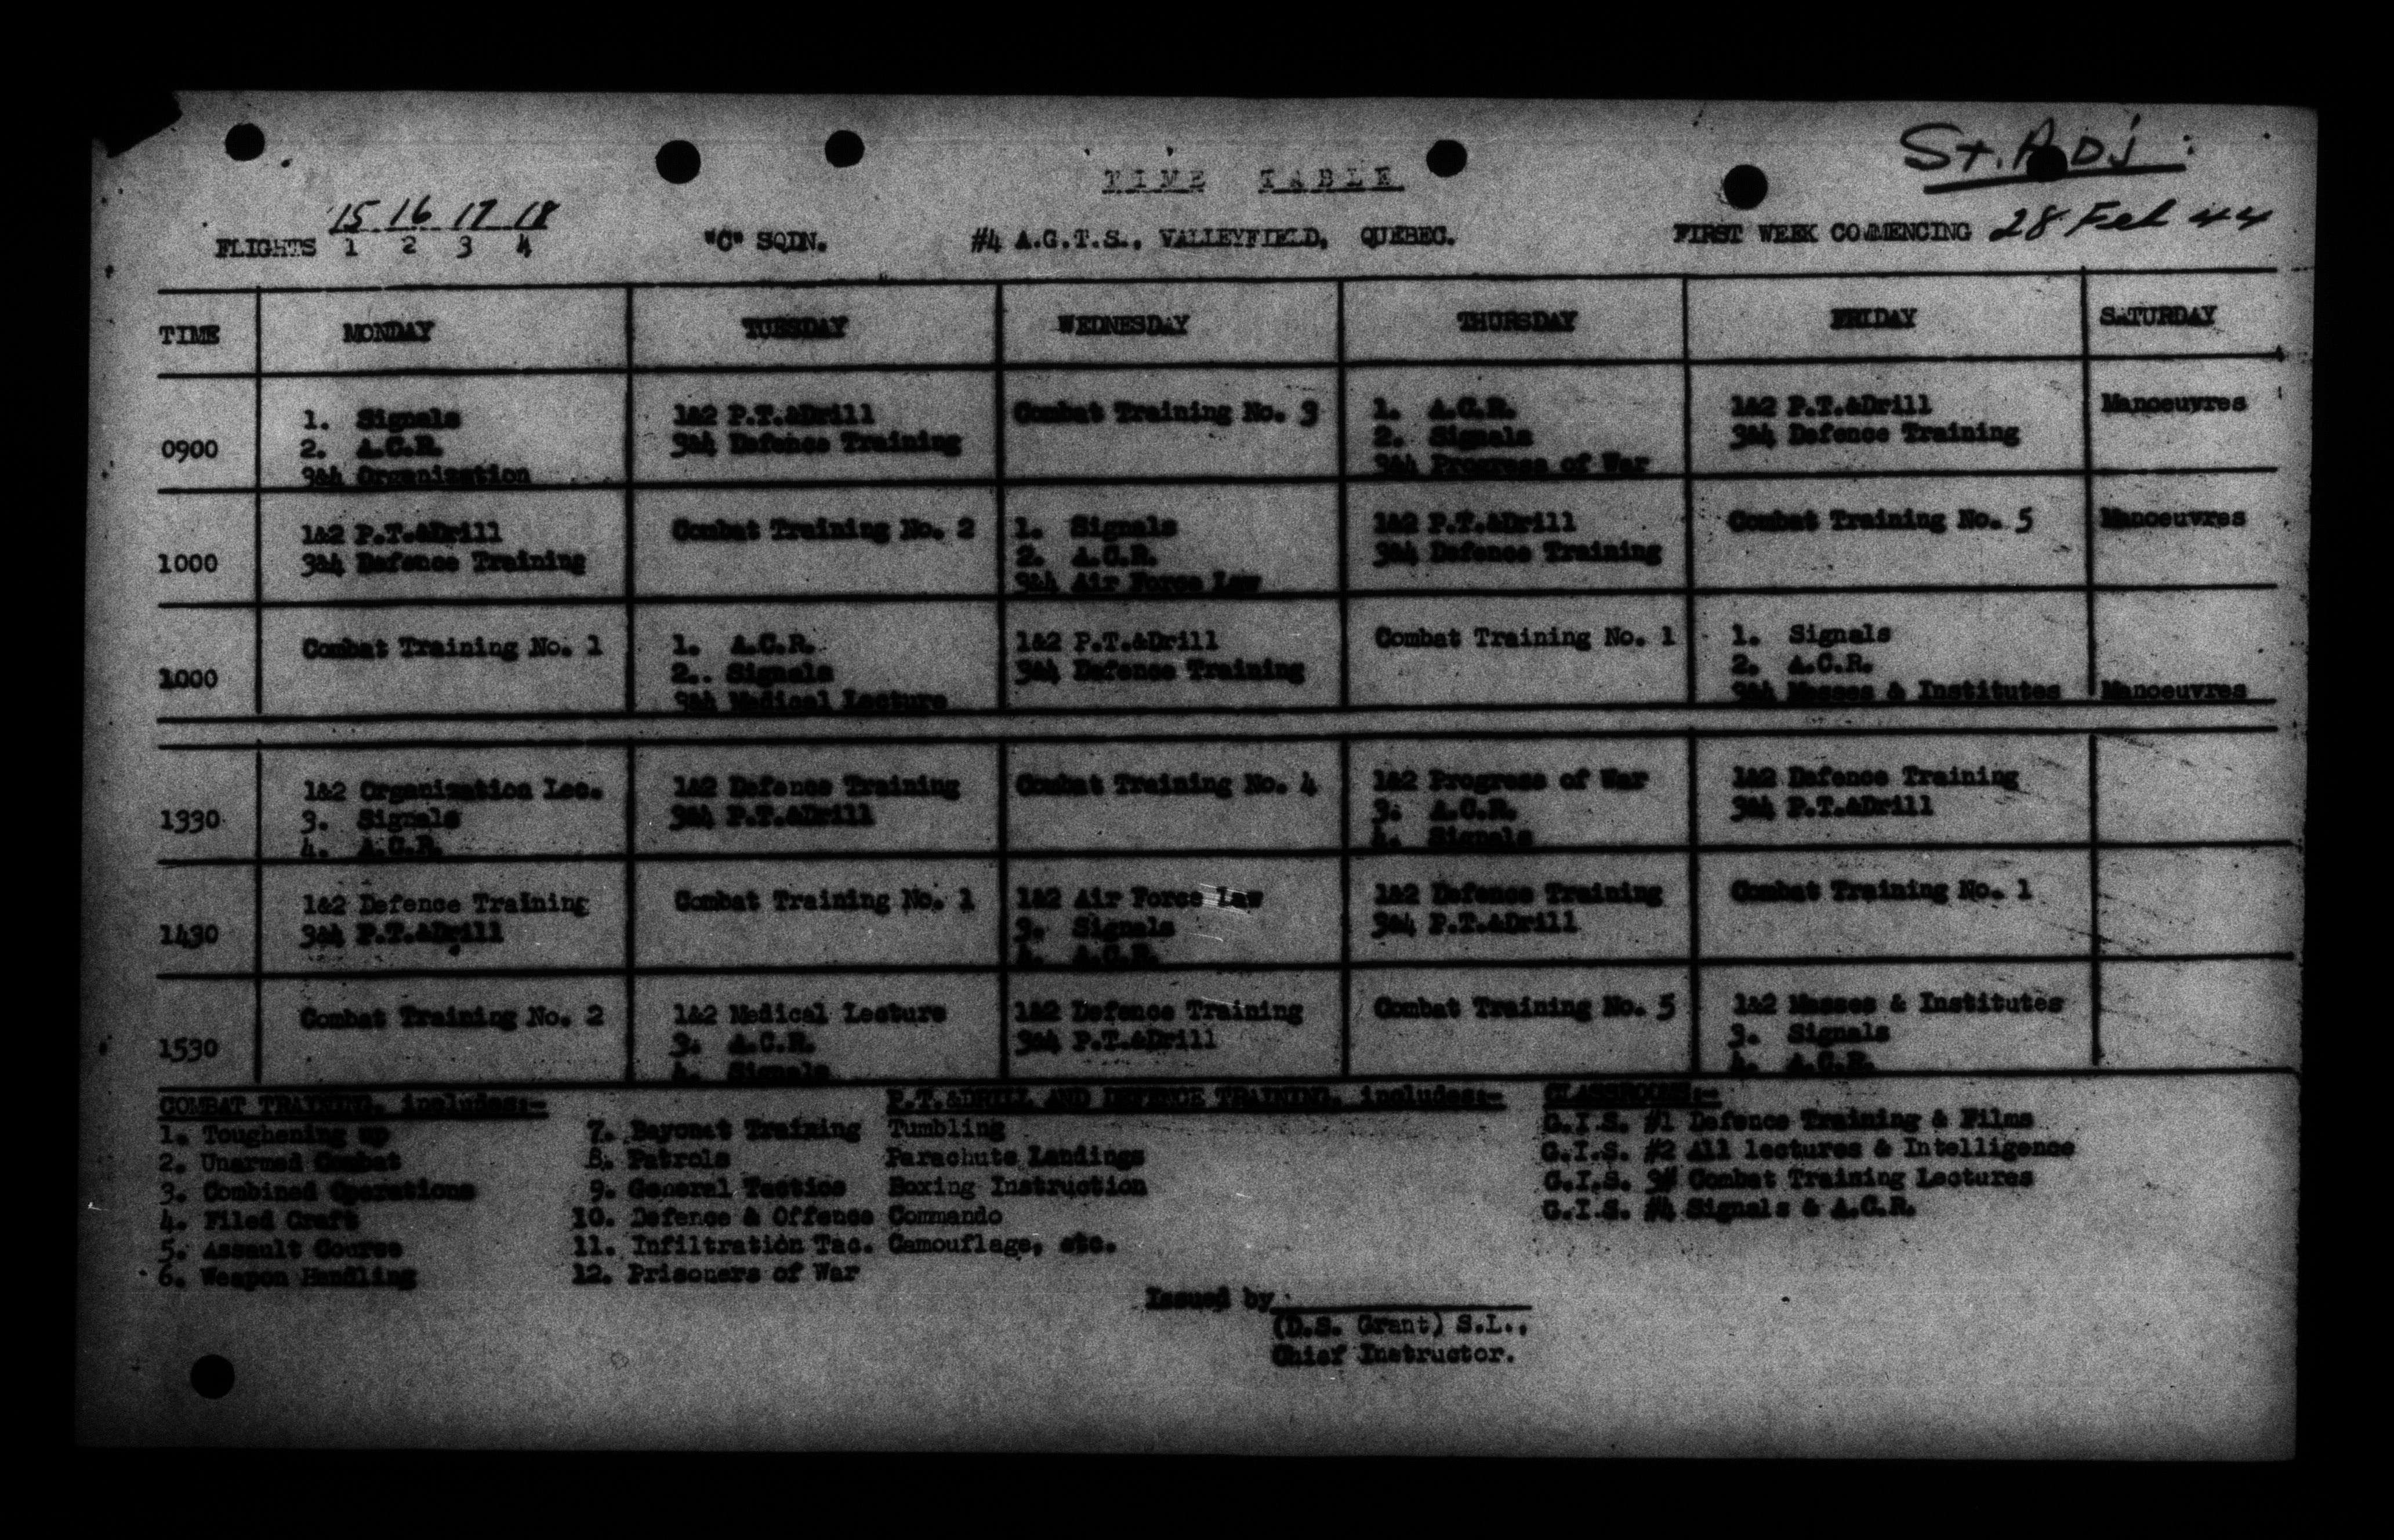 St. ADJ
TIME TABLE
15 16 17 18
FLIGHTS 1 2 3 4 "C" SQDN. #4 A.G.T.S., VALLEYFIELD, QUEBEC. FIRST WEEK COMMENCING 28 Feb 44
TIME MONDAY TUESDAY WEDNESDAY THURSDAY FRIDAY SATURDAY
0900
1. Signals
2. A.C.R.
3&4 Organization
1&2 P.T.&Drill
3&4 Defence Training
Combat Training No. 3
1. A.C.R.
2. Signals
3&4 Progress of War
1&2 P.T.&Drill
3&4 Defence Training
Manoeuvres
1000
1&2 P.T.&Drill
3&4 Defence Training
Combat Training No. 2
1. Signals
2. A.C.R.
3&4 Air Force Law
1&2 P.T.&Drill
3&4 Defence Training
Combat Training No. 5
Manoeuvres
1000
Combat Training No. 1
1. A.C.R.
2.. Signals
3&4 Medical Lecture
1&2 P.T.&Drill
3&4 Defence Training
Combat Training No. 1
1. Signals
2. A.C.R.
3&4 Messes & Institutes
Manoeuvres
1330
1&2 Organization Lec.
3. Signals
4. A.C.R.
1&2 Defence Training
3&4 P.T.&Drill
Combat Training No. 4
1&2 Progress of War
3. A.C.R.
4. Signals
1&2 Defence Training
3&4 P.T.&Drill
1430
1&2 Defence Training
3&4 P.T.&Drill
Combat Training No. 1
1&2 Air Force Law
3. Signals
4. A.C.R.
1&2 Defence Training
3&4 P.T.&Drill
Combat Training No. 1
1530
Combat Training No. 2
1&2 Medical Lecture
3. A.C.R.
4. Signals
1&2 Defence Training
3&4 P.T.&Drill
Combat Training No. 5
1&2 Messes & Institutes
3. Signals
4. A.C.R.
COMBAT TRAINING, includes:-
1. Toughening up
2. Unarmed Combat
3. Combined Operations
4. Filed Craft
5. Assault Course
6. Weapon Handling
7. Bayonet Training
8. Patrols
9. General Tactics
10. Defence & Offence
11. Infiltration Tac.
12. Prisoners of War
P.T.&DRILL AND DEFENCE TRAINING, includes:-
Tumbling
Parachute Landings
Boxing Instruction
Commando
Camouflage, etc.
CLASSROOMS:-
G.I.S. #1 Defence Training & Films
G.I.S. #2 All lectures & Intelligence
G.I.S. 3# Combat Training Lectures
G.I.S. #4 Signals & A.C.R.
Issued by
(D.S. Grant) S.L.,
Chief Instructor.